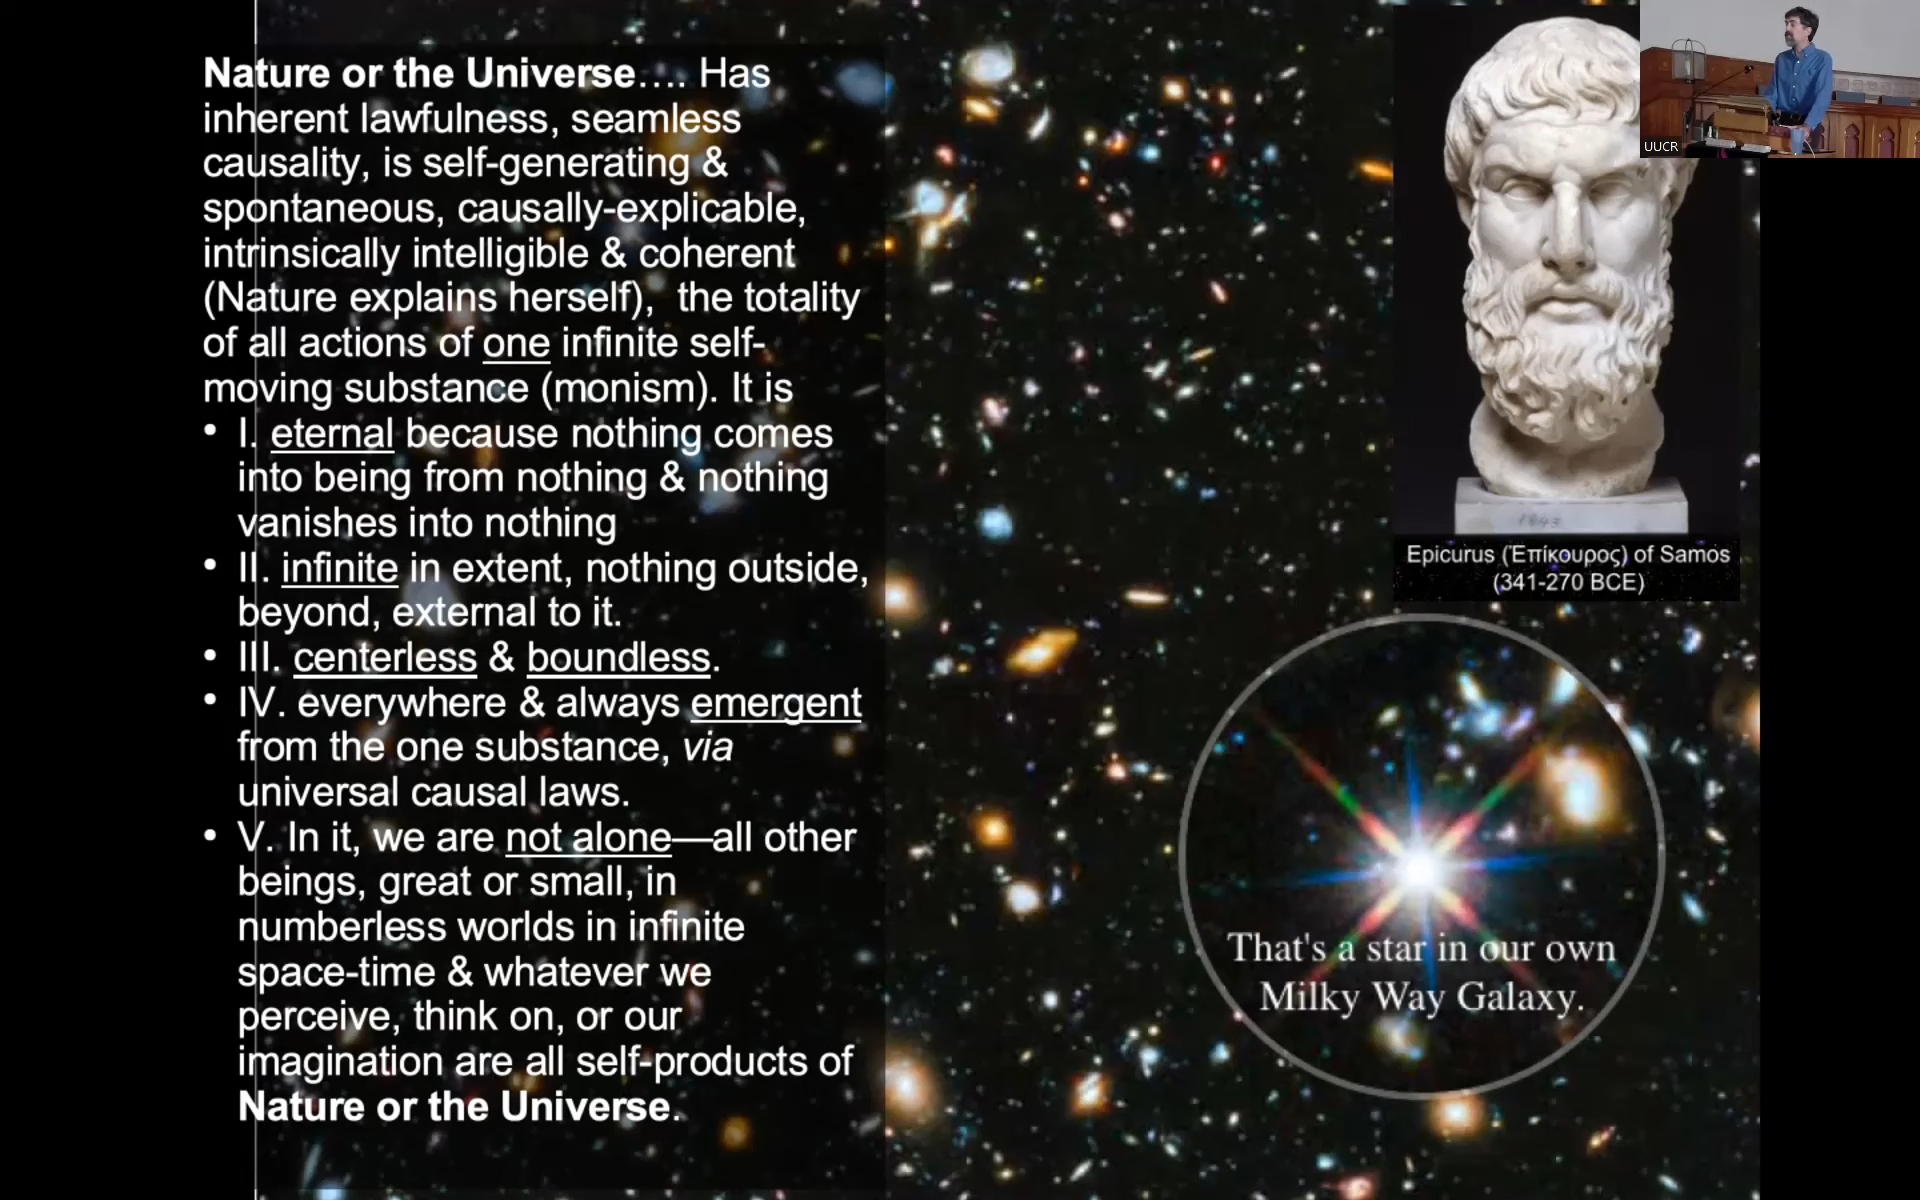 Nature or the Universe…. Has
inherent lawfulness, seamless
causality, is self-generating &
spontaneous, causally-explicable,
intrinsically intelligible & coherent
(Nature explains herself),  the totality
of all actions of one infinite self-
moving substance (monism). It is
• I. eternal because nothing comes
into being from nothing & nothing
vanishes into nothing
• II. infinite in extent, nothing outside,
beyond, external to it.
• III. centerless & boundless.
• IV. everywhere & always emergent
from the one substance, via
universal causal laws.
• V. In it, we are not alone—all other
beings, great or small, in
numberless worlds in infinite
space-time & whatever we
perceive, think on, or our
imagination are all self-products of
Nature or the Universe.
UUCR
1843
Epicurus (Ἐπίκουρος) of Samos
(341-270 BCE)
That's a star in our own
Milky Way Galaxy.